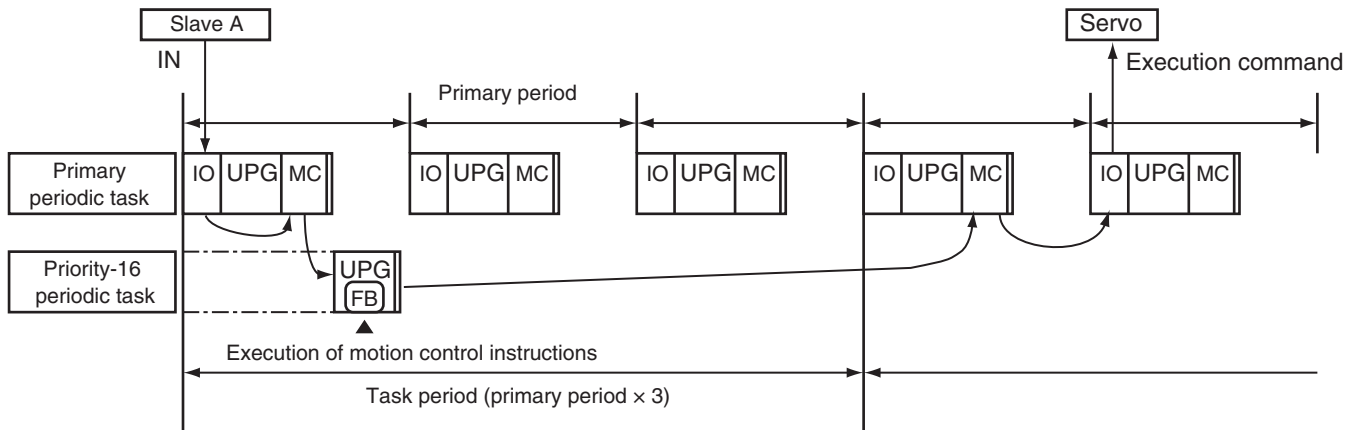 Slave A
Servo
IN
Execution command
Primary period
Primary
periodic task
IO UPG MC
IO UPG MC
IO UPG MC
IO UPG MC
IO UPG MC
Priority-16
periodic task
UPG
FB
Execution of motion control instructions
Task period (primary period × 3)